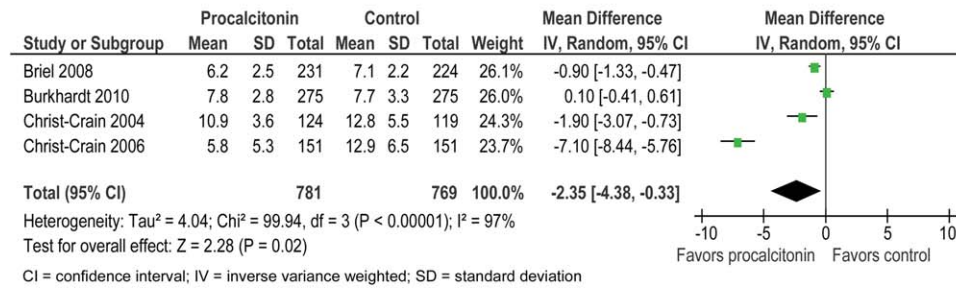 Procalcitonin Control Mean Difference Mean Difference
Study or Subgroup Mean SD Total Mean SD Total Weight IV, Random, 95% CI IV, Random, 95% CI
Briel 2008 6.2 2.5 231 7.1 2.2 224 26.1% -0.90 [-1.33, -0.47]
Burkhardt 2010 7.8 2.8 275 7.7 3.3 275 26.0% 0.10 [-0.41, 0.61]
Christ-Crain 2004 10.9 3.6 124 12.8 5.5 119 24.3% -1.90 [-3.07, -0.73]
Christ-Crain 2006 5.8 5.3 151 12.9 6.5 151 23.7% -7.10 [-8.44, -5.76]
Total (95% CI) 781 769 100.0% -2.35 [-4.38, -0.33]
Heterogeneity: Tau² = 4.04; Chi² = 99.94, df = 3 (P < 0.00001); I² = 97%
Test for overall effect: Z = 2.28 (P = 0.02)
-10 -5 0 5 10
Favors procalcitonin Favors control
CI = confidence interval; IV = inverse variance weighted; SD = standard deviation